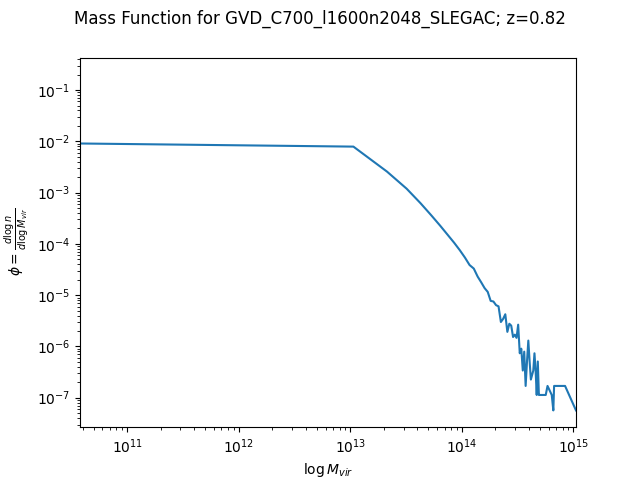 Mass Function for GVD_C700_l1600n2048_SLEGAC; z=0.82
10⁻¹
10⁻²
10⁻³
10⁻⁴
10⁻⁵
10⁻⁶
10⁻⁷
ϕ = d log n / d log M_vir
10¹¹ 10¹² 10¹³ 10¹⁴ 10¹⁵
log M_vir